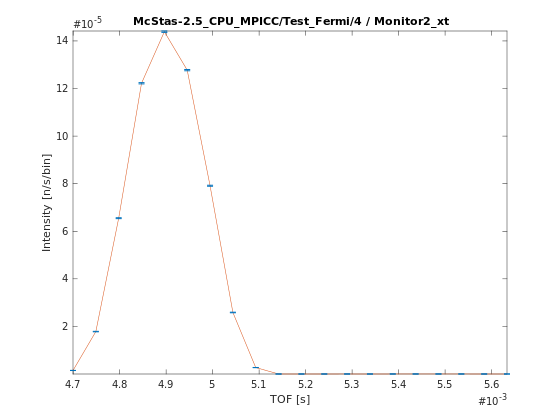 McStas-2.5_CPU_MPICC/Test_Fermi/4 / Monitor2_xt
#10-5
14
12
10
8
6
4
2
Intensity [n/s/bin]
4.7 4.8 4.9 5 5.1 5.2 5.3 5.4 5.5 5.6
TOF [s]
#10-3